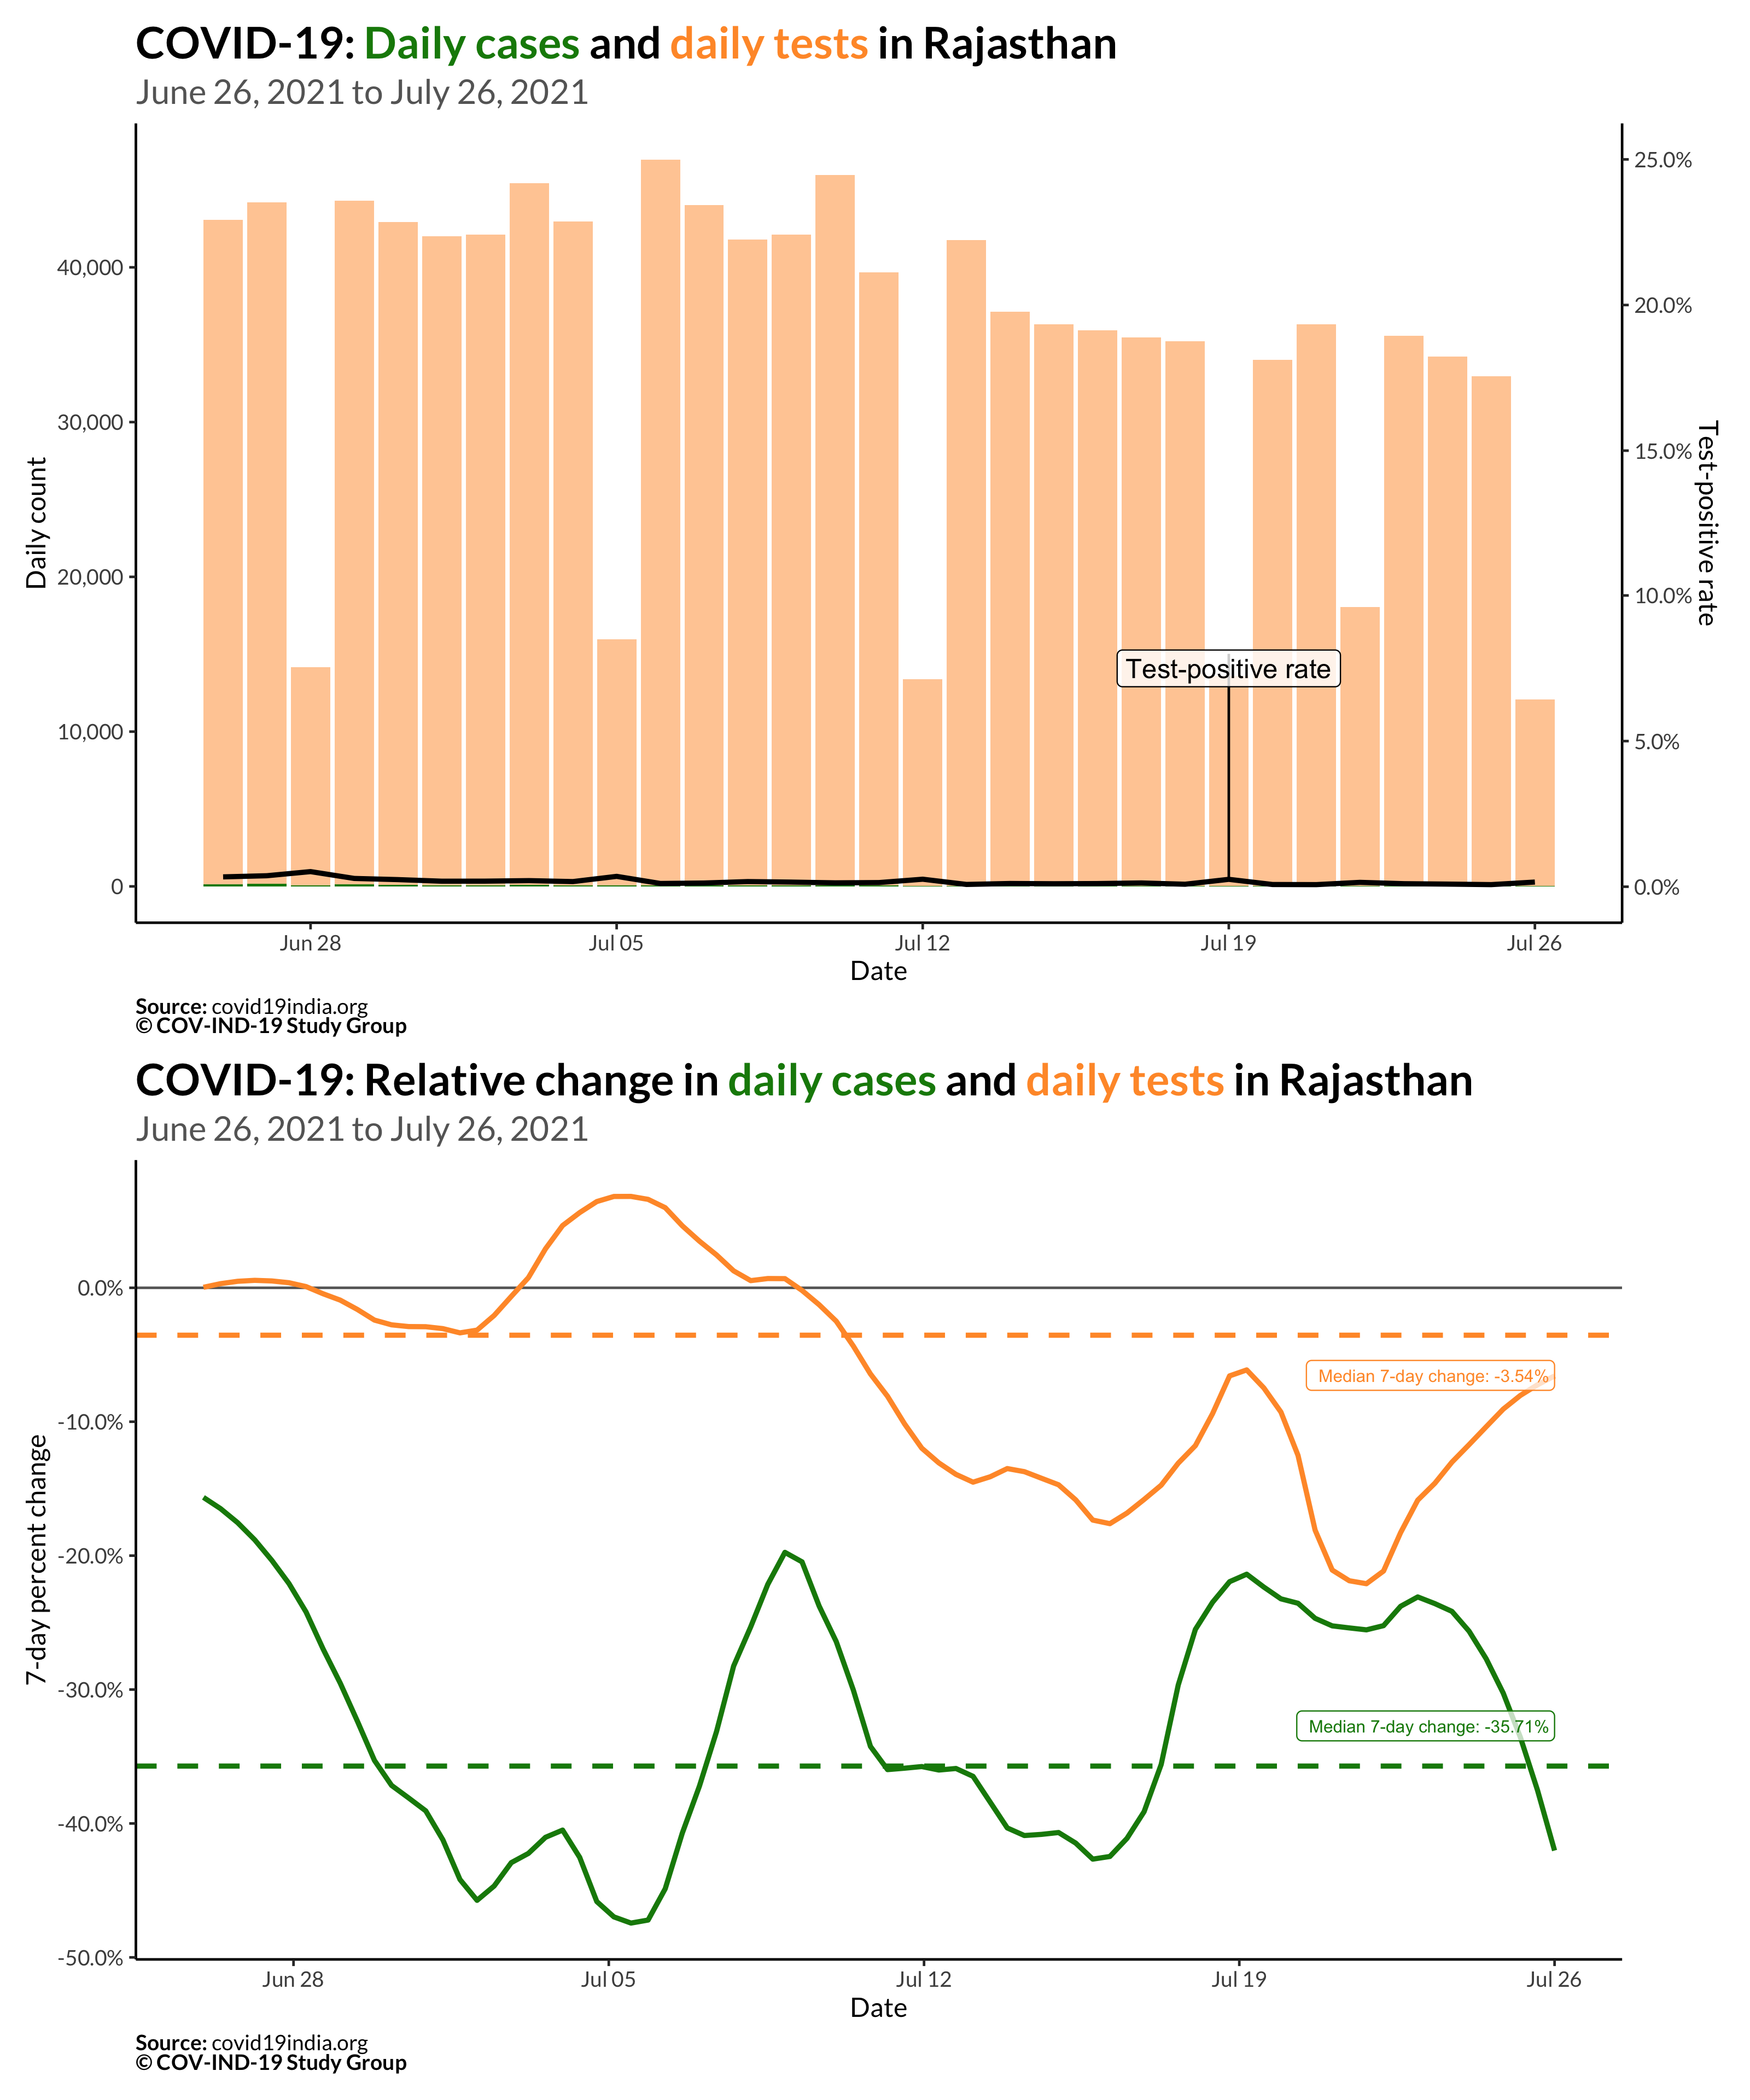 COVID-19: Daily cases and daily tests in Rajasthan
June 26, 2021 to July 26, 2021
Daily count
40,000
30,000
20,000
10,000
0
25.0%
20.0%
15.0%
10.0%
5.0%
0.0%
Test-positive rate
Test-positive rate
Jun 28
Jul 05
Jul 12
Jul 19
Jul 26
Date
Source: covid19india.org
© COV-IND-19 Study Group
COVID-19: Relative change in daily cases and daily tests in Rajasthan
June 26, 2021 to July 26, 2021
7-day percent change
0.0%
-10.0%
-20.0%
-30.0%
-40.0%
-50.0%
Median 7-day change: -3.54%
Median 7-day change: -35.71%
Jun 28
Jul 05
Jul 12
Jul 19
Jul 26
Date
Source: covid19india.org
© COV-IND-19 Study Group